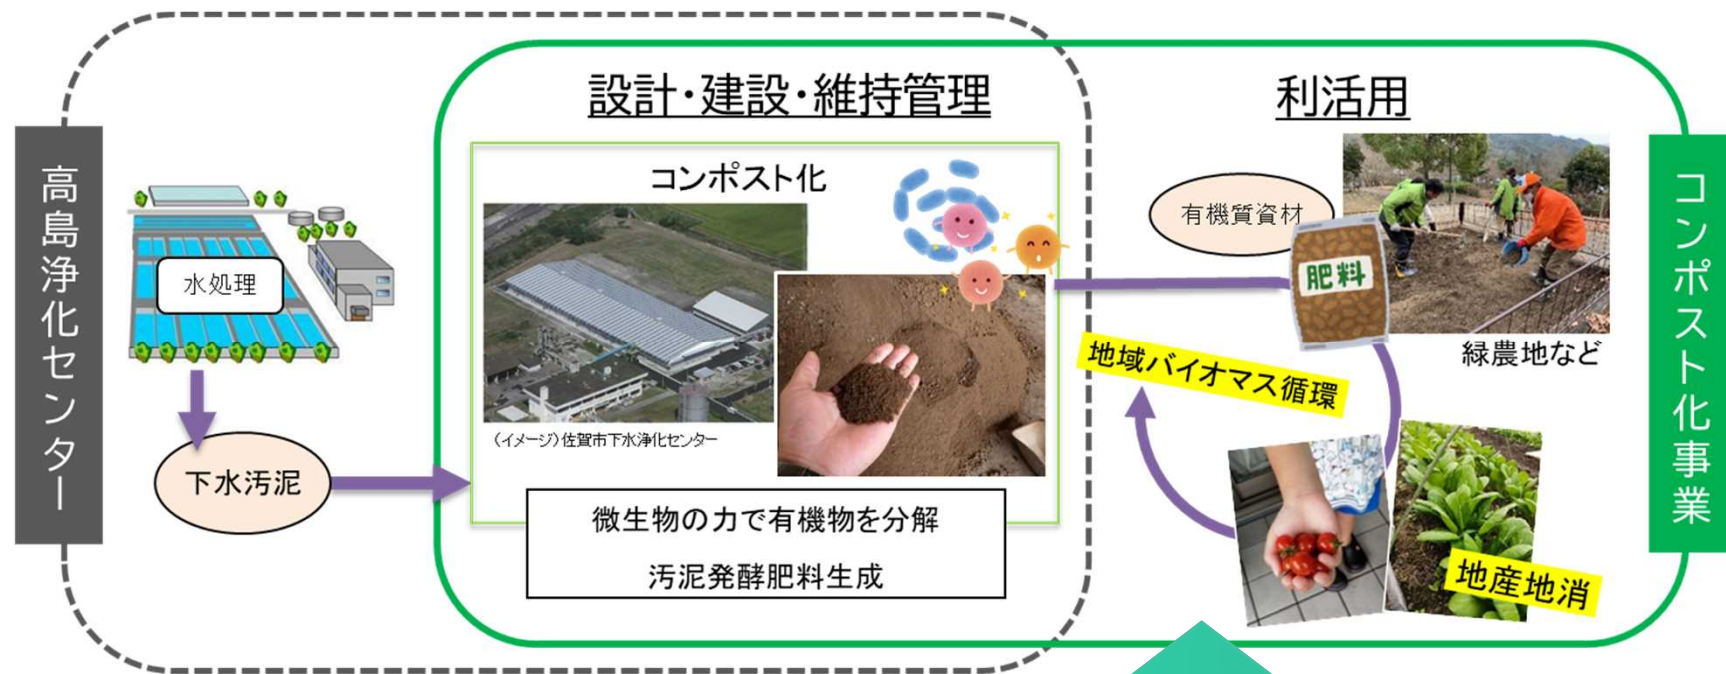 高島浄化センター
水処理
下水汚泥
設計・建設・維持管理
コンポスト化
（イメージ）佐賀市下水浄化センター
微生物の力で有機物を分解
汚泥発酵肥料生成
利活用
有機質資材
肥料
緑農地など
地域バイオマス循環
地産地消
コンポスト化事業